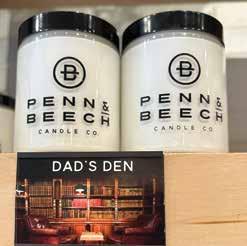 B
PENN &
BEECH
CANDLE CO.
B
PENN &
BEECH
CANDLE CO.
DAD'S DEN